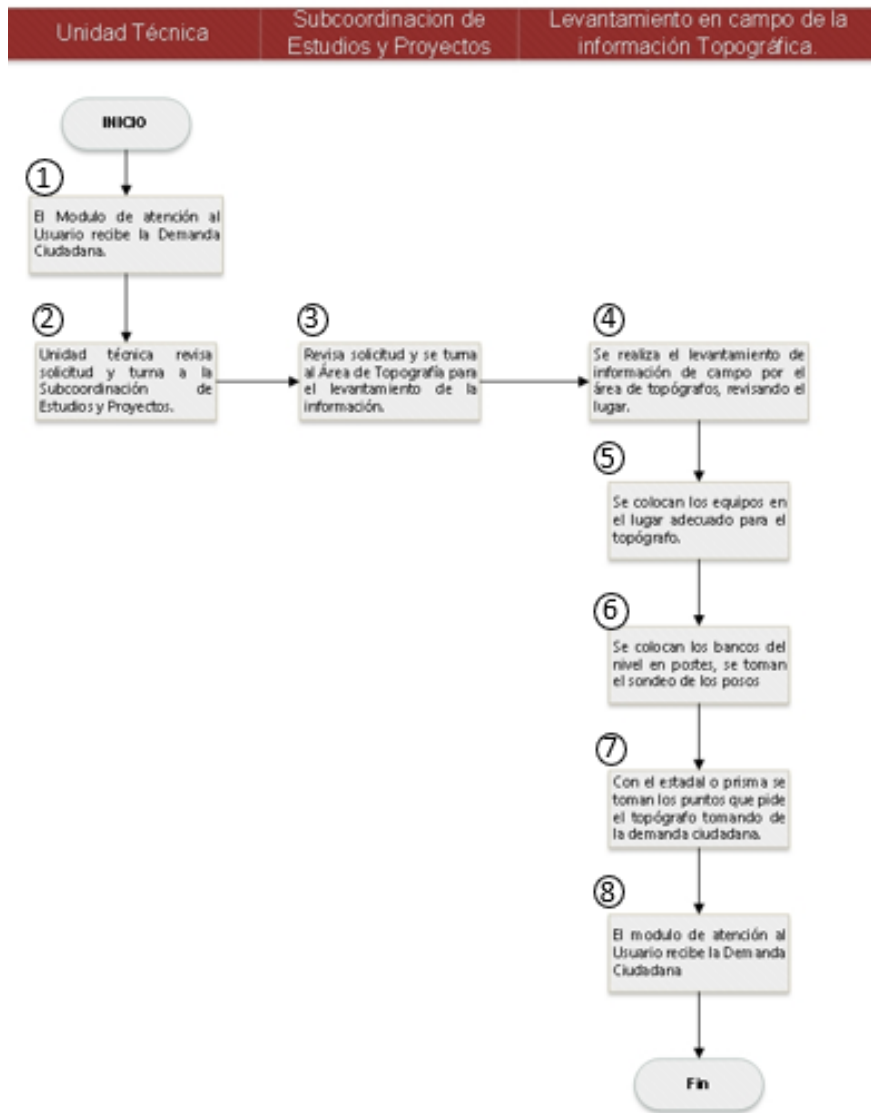 Unidad Técnica
Subcoordinacion de
Estudios y Proyectos
Levantamiento en campo de la
información Topográfica.
INICIO
1
El Modulo de atención al
Usuario recibe la Demanda
Ciudadana.
2
Unidad técnica revisa
solicitud y turna a la
Subcoordinación de
Estudios y Proyectos.
3
Revisa solicitud y se turna
al Área de Topografía para
el levantamiento de la
información.
4
Se realiza el levantamiento de
información de campo por el
área de topógrafos, revisando el
lugar.
5
Se colocan los equipos en
el lugar adecuado para el
topógrafo.
6
Se colocan los bancos del
nivel en postes, se toman
el sondeo de los posos
7
Con el estadal o prisma se
toman los puntos que pide
el topógrafo tomando de
la demanda ciudadana.
8
El modulo de atención al
Usuario recibe la Demanda
Ciudadana
Fin